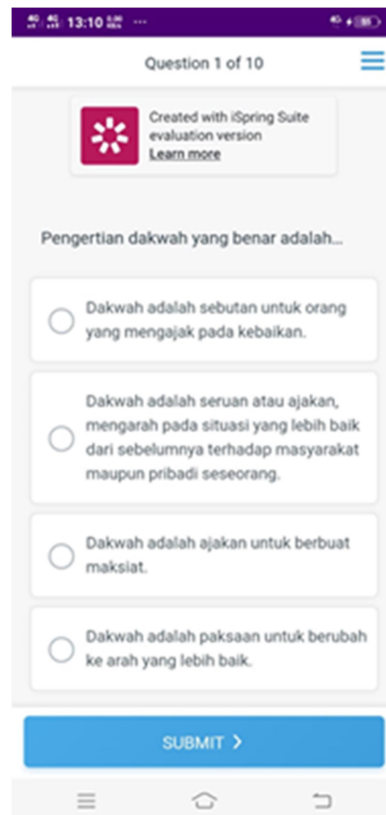 13:10
Question 1 of 10
Created with iSpring Suite
evaluation version
Learn more
Pengertian dakwah yang benar adalah...
Dakwah adalah sebutan untuk orang
yang mengajak pada kebaikan.
Dakwah adalah seruan atau ajakan,
mengarah pada situasi yang lebih baik
dari sebelumnya terhadap masyarakat
maupun pribadi seseorang.
Dakwah adalah ajakan untuk berbuat
maksiat.
Dakwah adalah paksaan untuk berubah
ke arah yang lebih baik.
SUBMIT